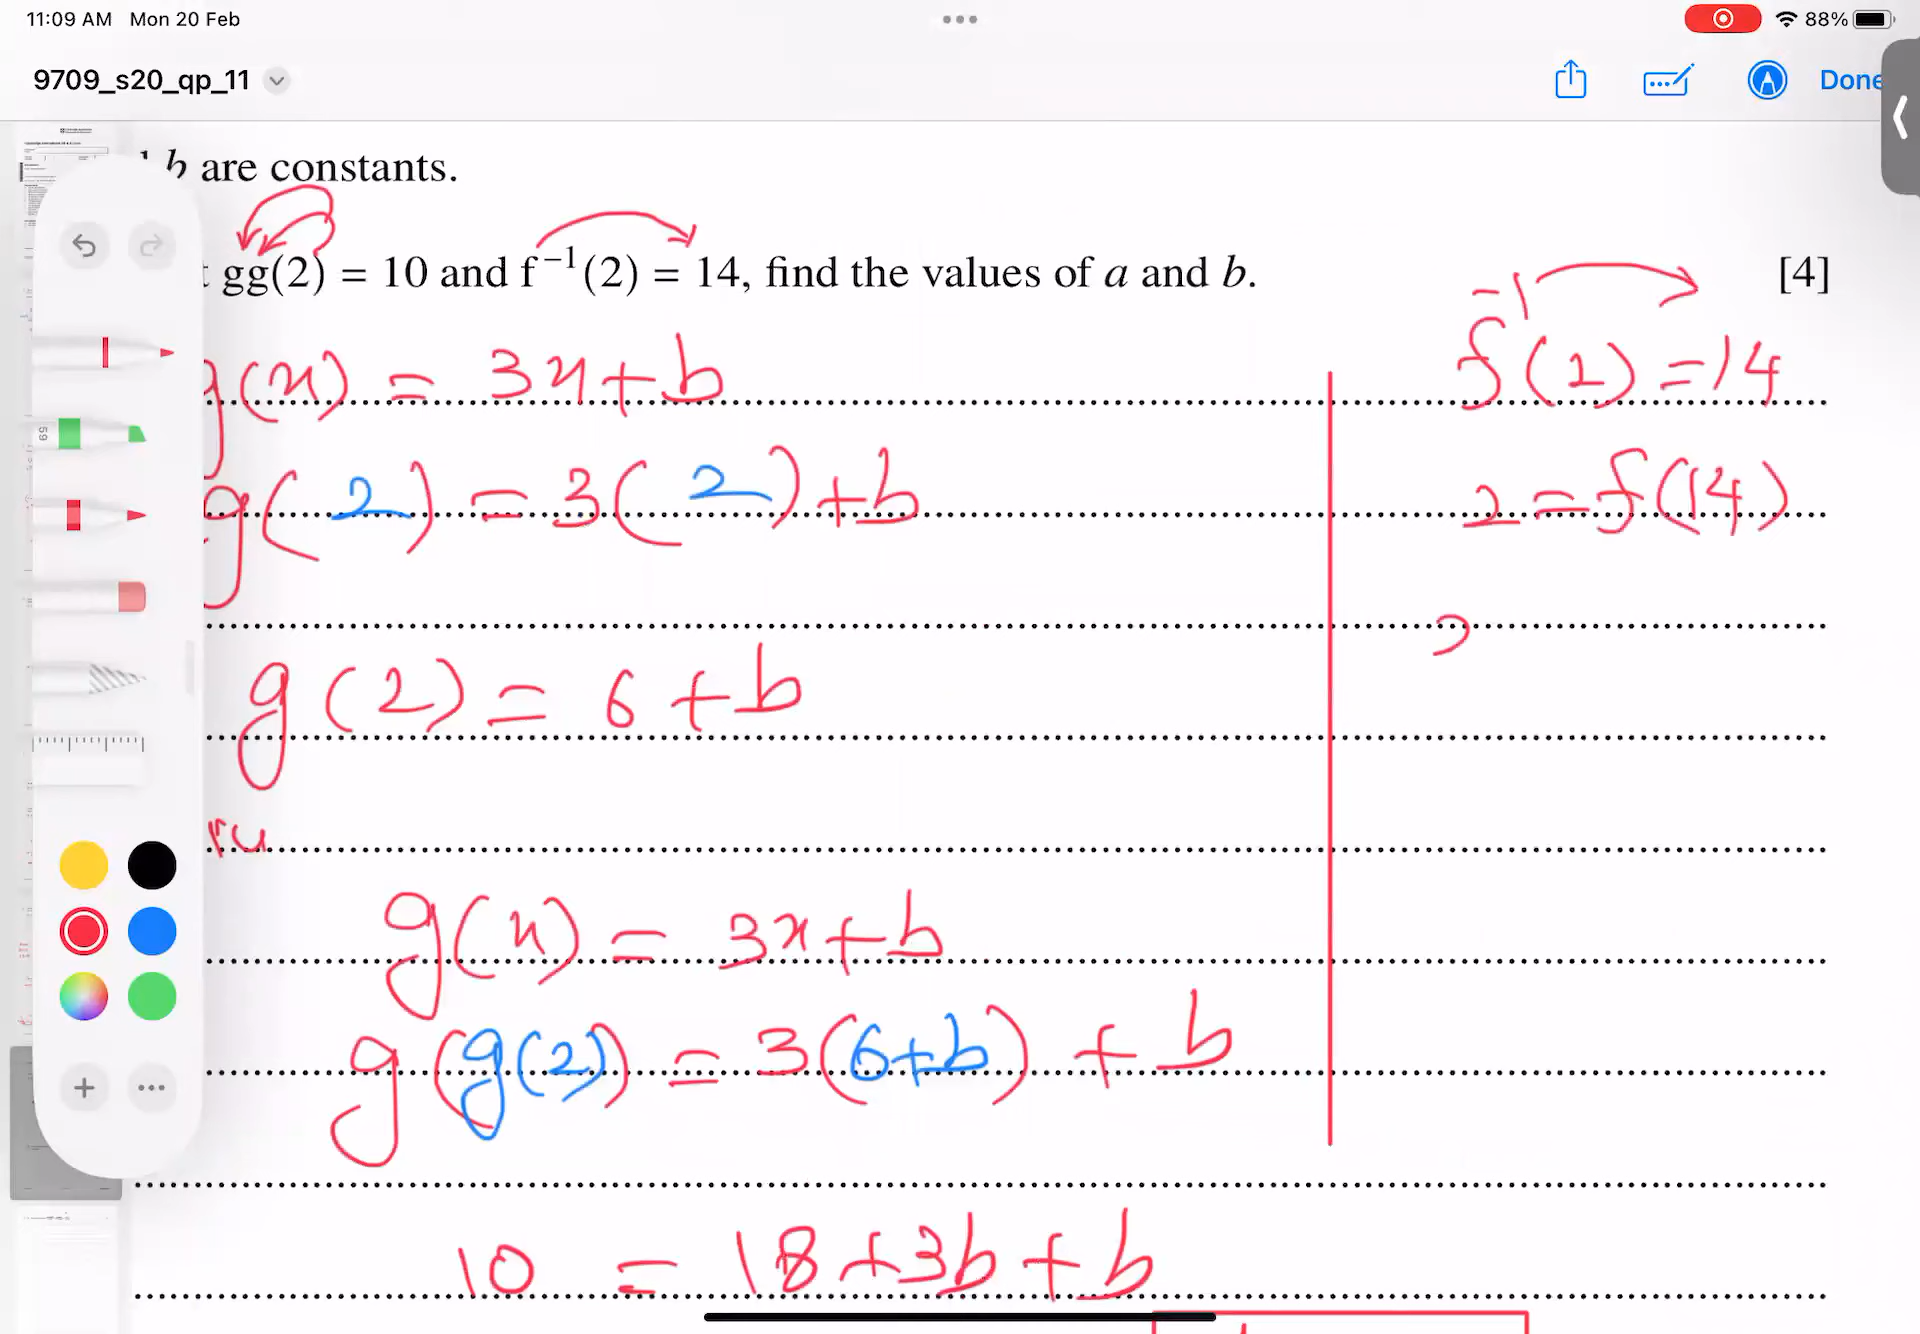 11:09 AM Mon 20 Feb 88%
9709_s20_qp_11 Done
b are constants.
gg(2) = 10 and f⁻¹(2) = 14, find the values of a and b. [4]
g(x) = 3x + b
g(2) = 3(2) + b
g(2) = 6 + b
g(x) = 3x + b
g(g(2)) = 3(6+b) + b
10 = 18 + 3b + b
f⁻¹(2) = 14
2 = f(14)
59